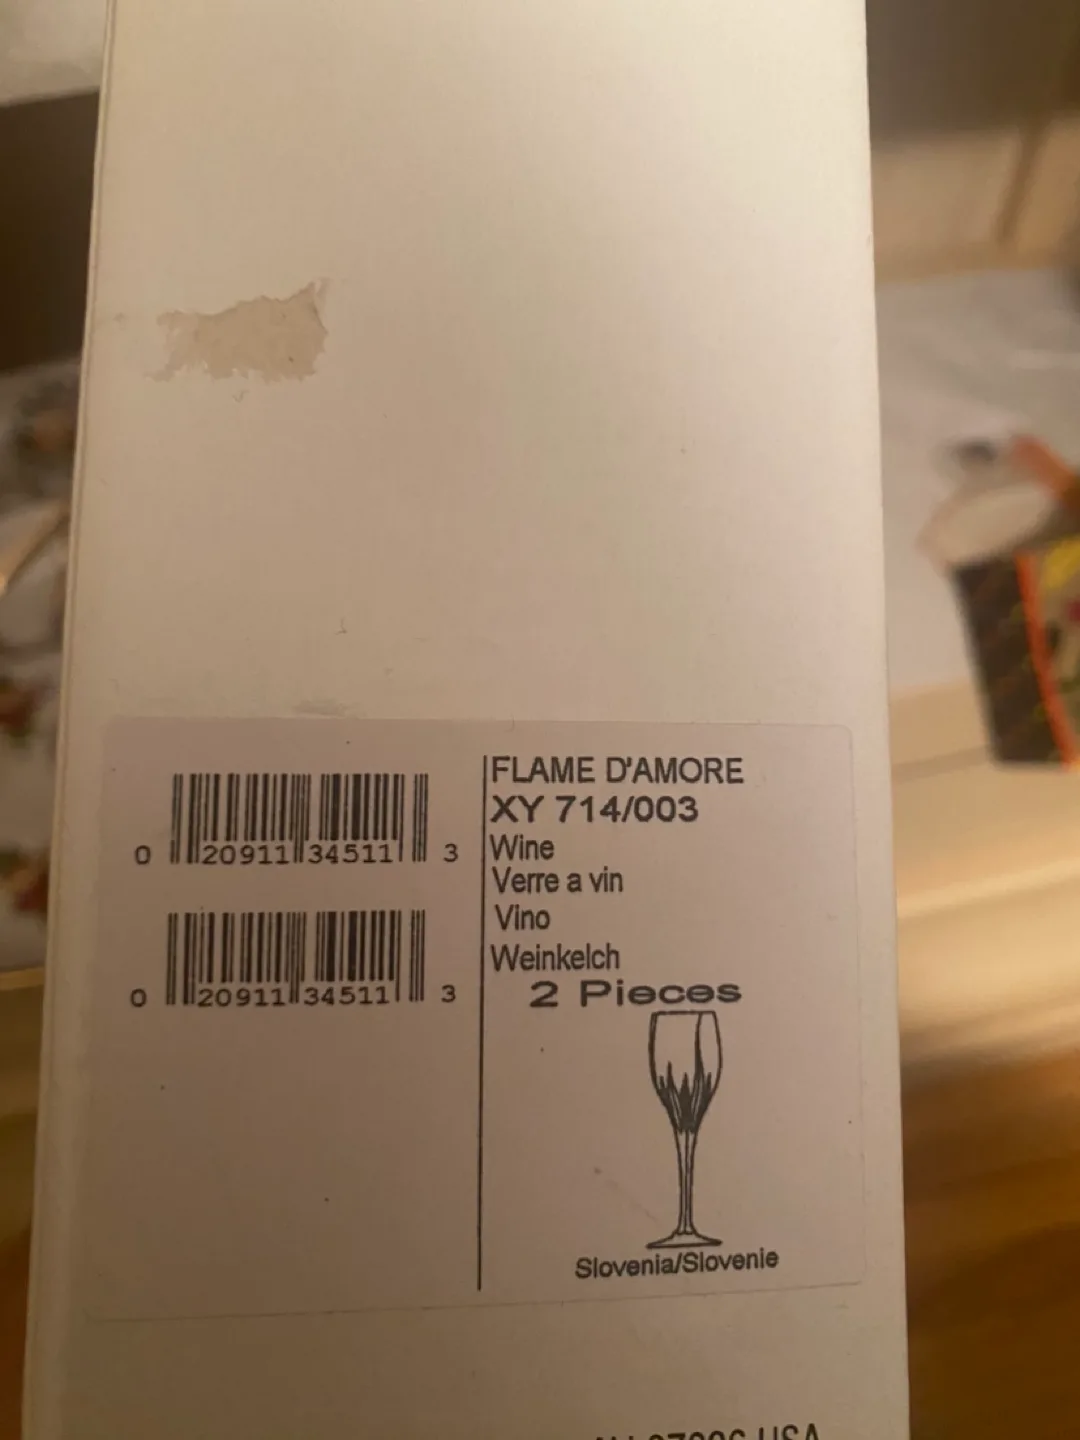 FLAME D'AMORE
XY 714/003
Wine
Verre a vin
Vino
Weinkelch
2 Pieces
Slovenia/Slovenie
0 20911 34511 3
0 20911 34511 3
USA